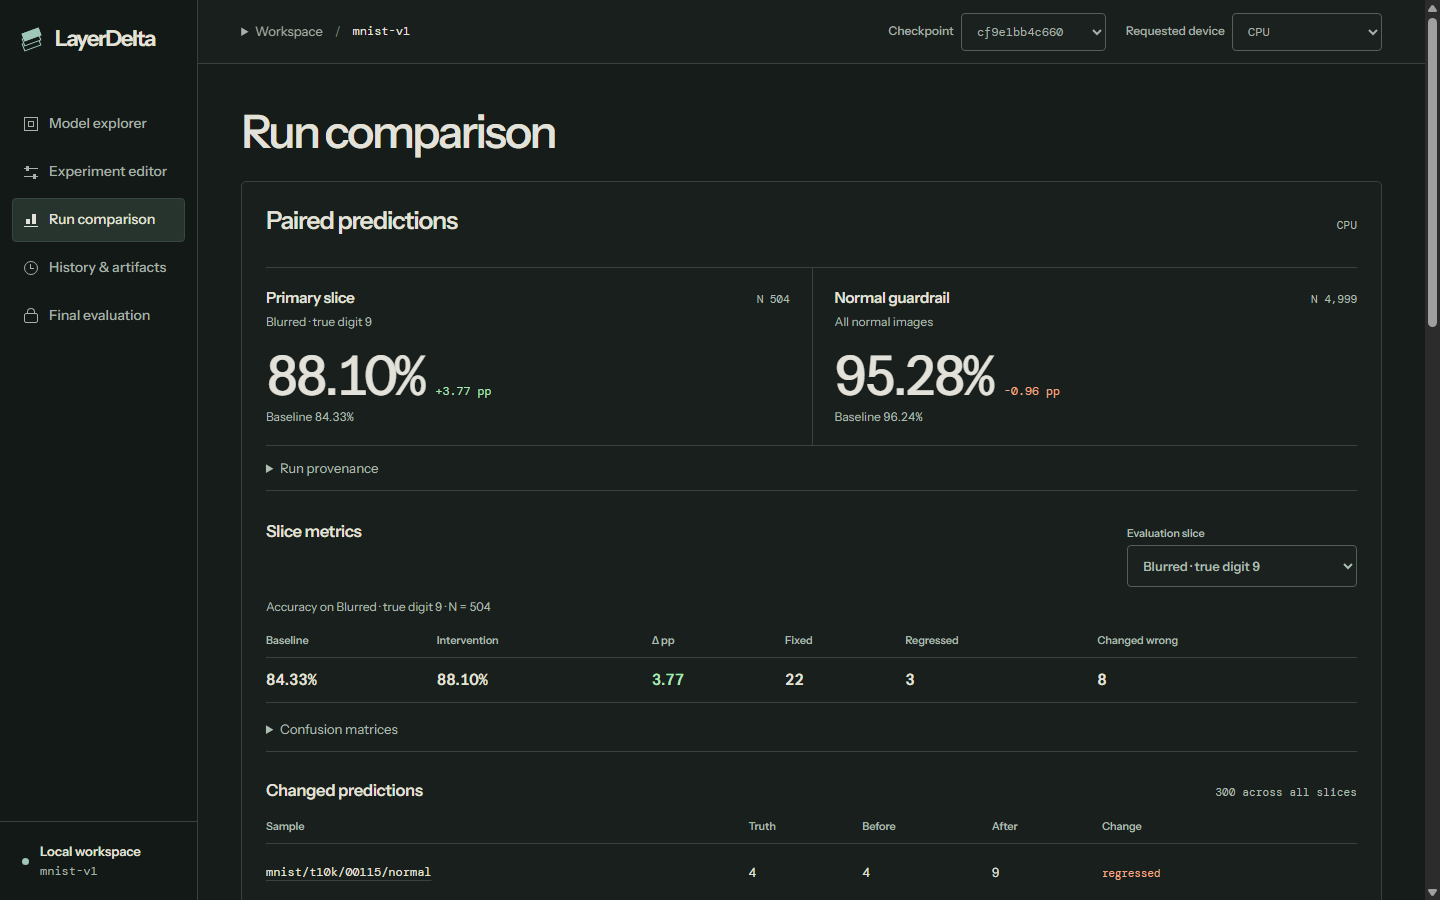 LayerDelta
Workspace / mnist-v1
Checkpoint cf9e1bb4c660 Requested device CPU
Model explorer
Experiment editor
Run comparison
History & artifacts
Final evaluation
Local workspace
mnist-v1
Run comparison
Paired predictions CPU
Primary slice N 504
Blurred · true digit 9
88.10% +3.77 pp
Baseline 84.33%
Normal guardrail N 4,999
All normal images
95.28% -0.96 pp
Baseline 96.24%
Run provenance
Slice metrics
Evaluation slice
Blurred · true digit 9
Accuracy on Blurred · true digit 9 · N = 504
Baseline Intervention Δ pp Fixed Regressed Changed wrong
84.33% 88.10% 3.77 22 3 8
Confusion matrices
Changed predictions 300 across all slices
Sample Truth Before After Change
mnist/t10k/00115/normal 4 4 9 regressed